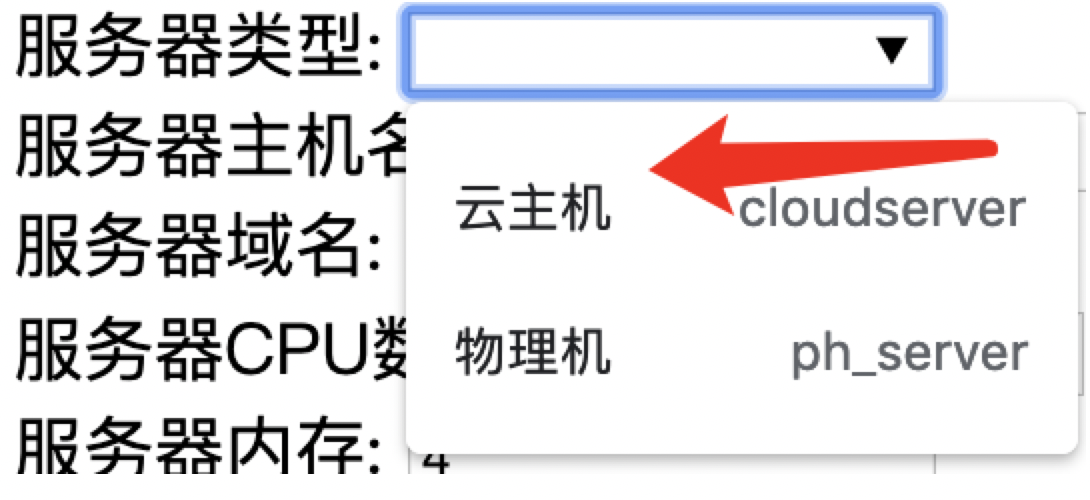 服务器类型:
服务器主机名
云主机 cloudserver
服务器域名:
服务器CPU数
物理机 ph_server
服务器内存: 4